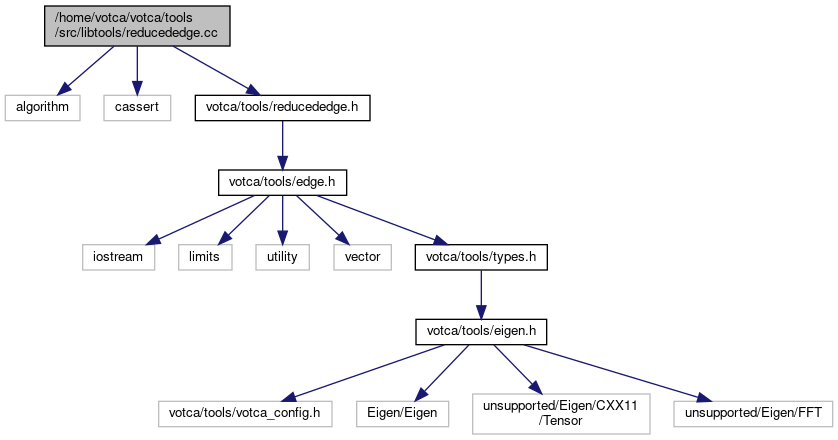 /home/votca/votca/tools
/src/libtools/reducededge.cc
algorithm
cassert
votca/tools/reducededge.h
votca/tools/edge.h
iostream
limits
utility
vector
votca/tools/types.h
votca/tools/eigen.h
votca/tools/votca_config.h
Eigen/Eigen
unsupported/Eigen/CXX11
/Tensor
unsupported/Eigen/FFT